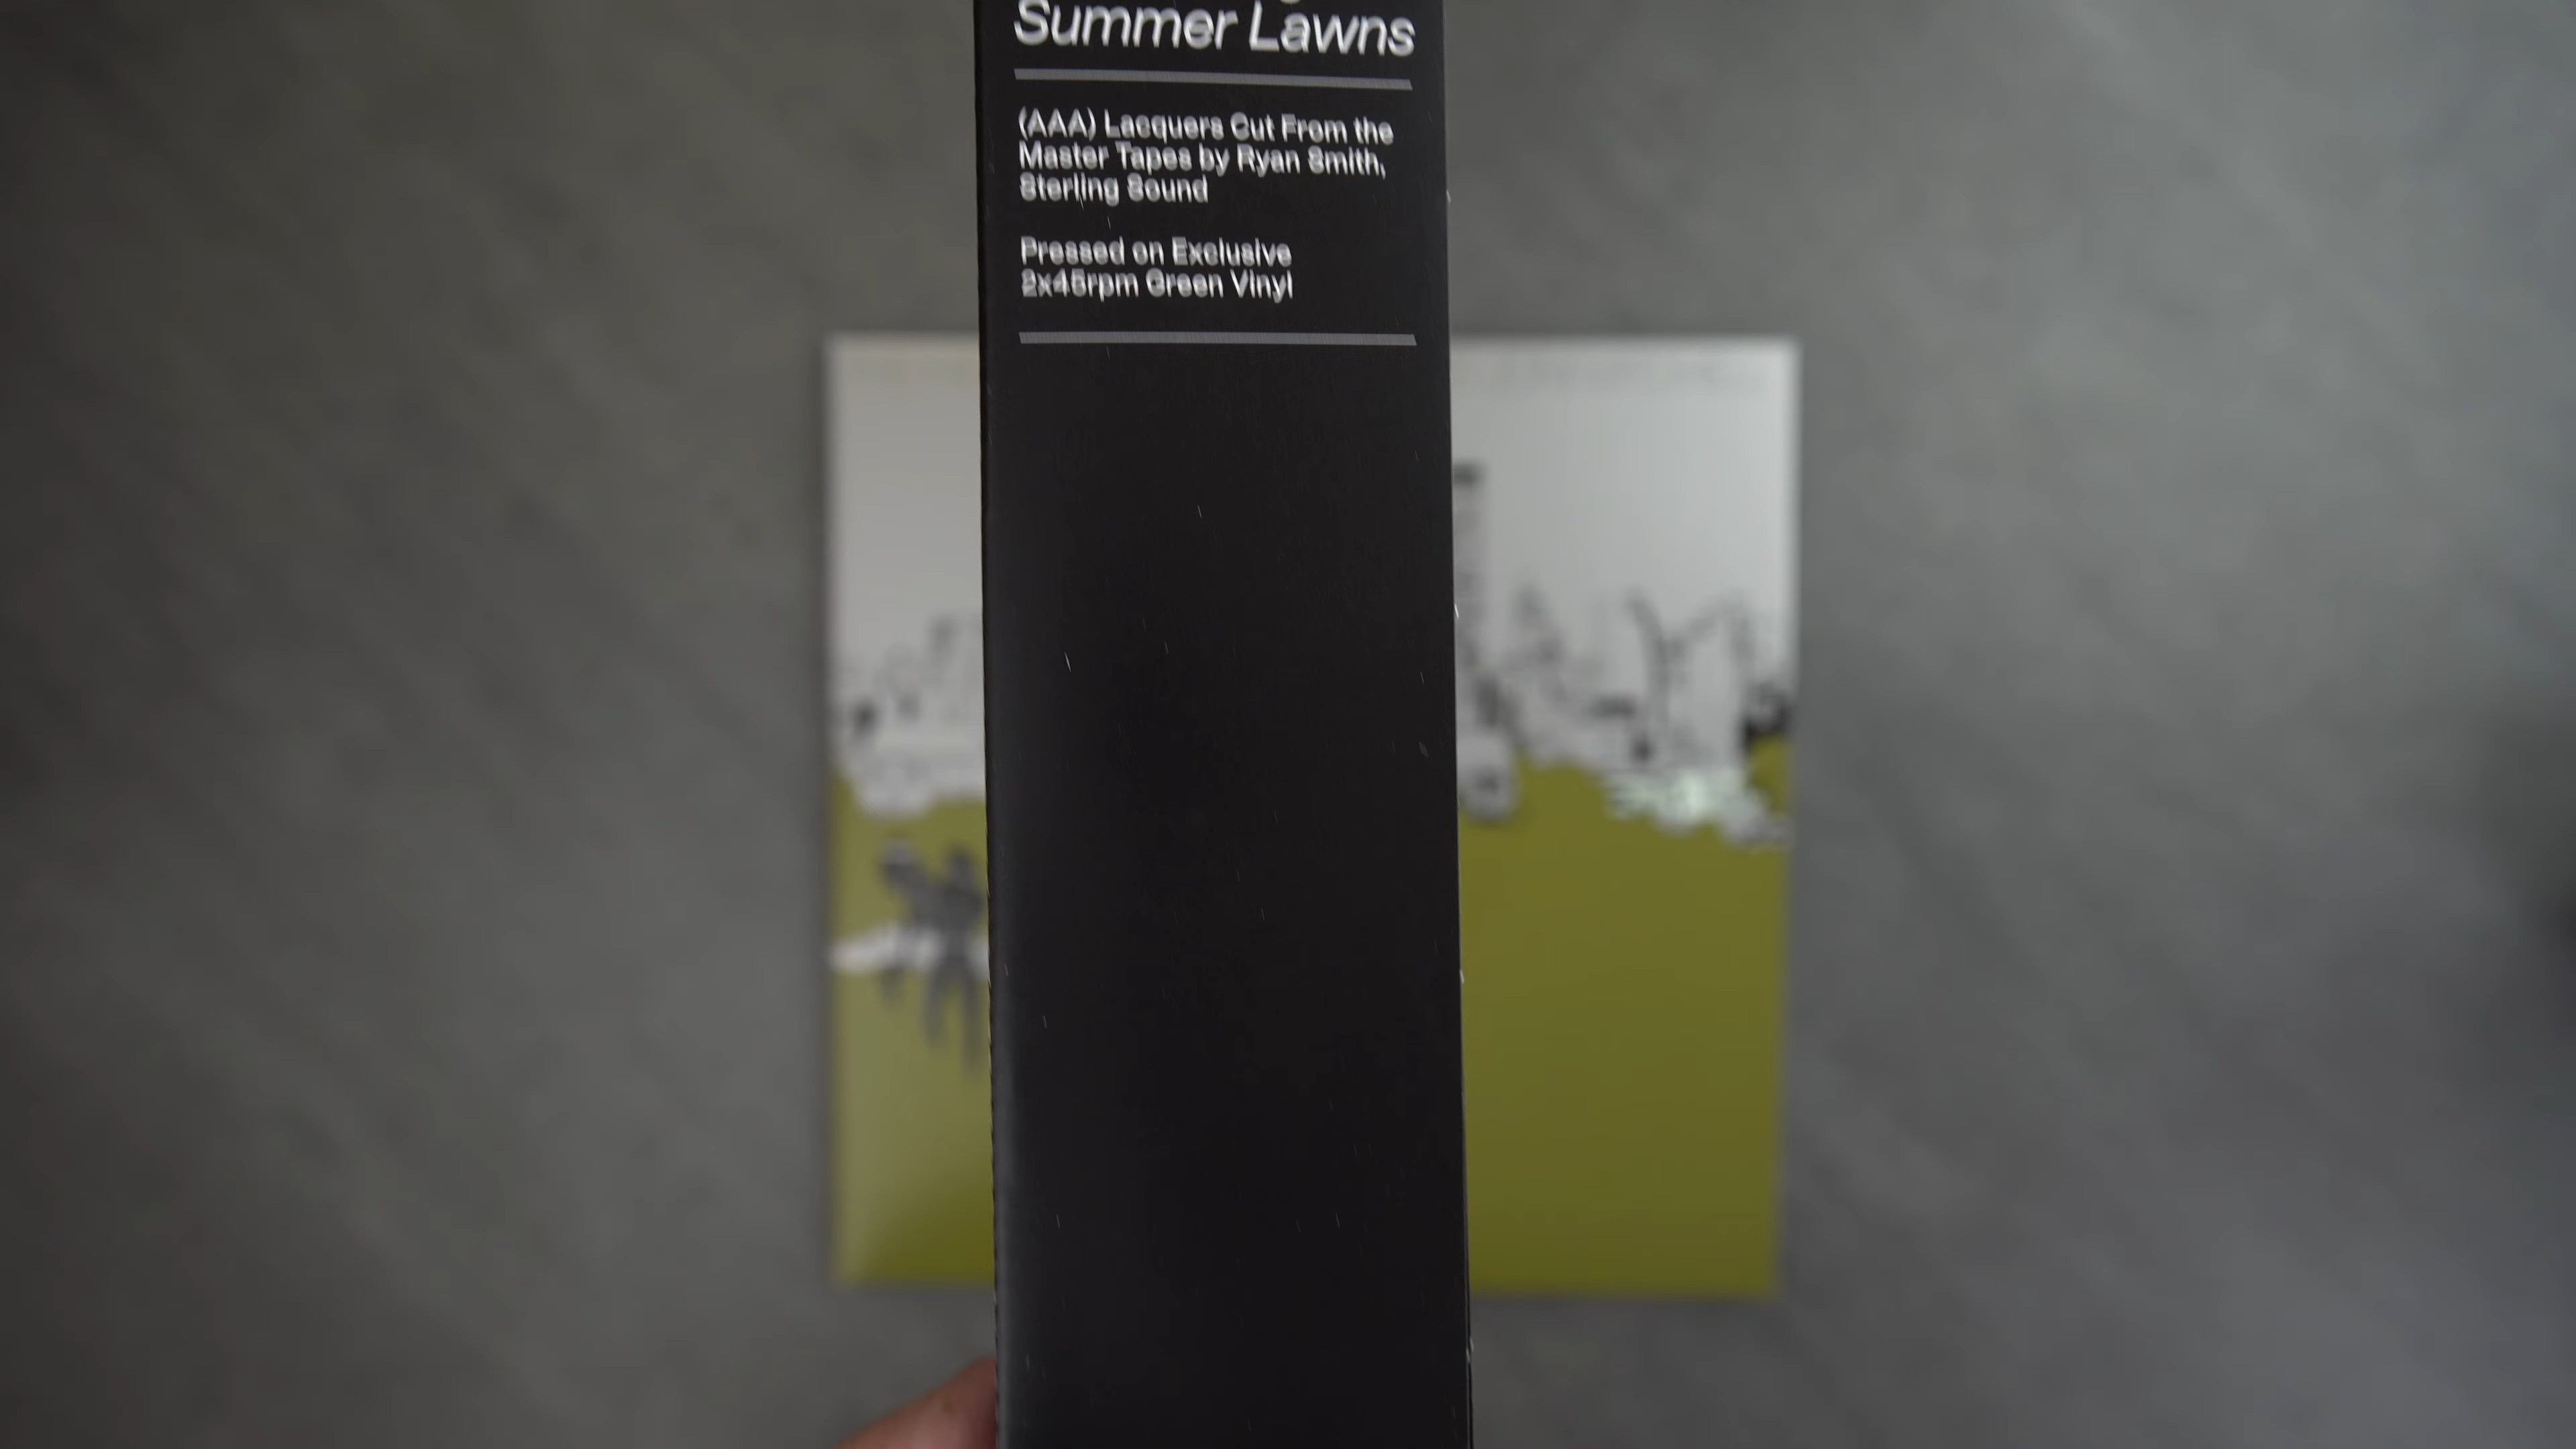 Summer Lawns
(AAA) Lacquers Cut From the
Master Tapes by Ryan Smith,
Sterling Sound
Pressed on Exclusive
2x45rpm Green Vinyl